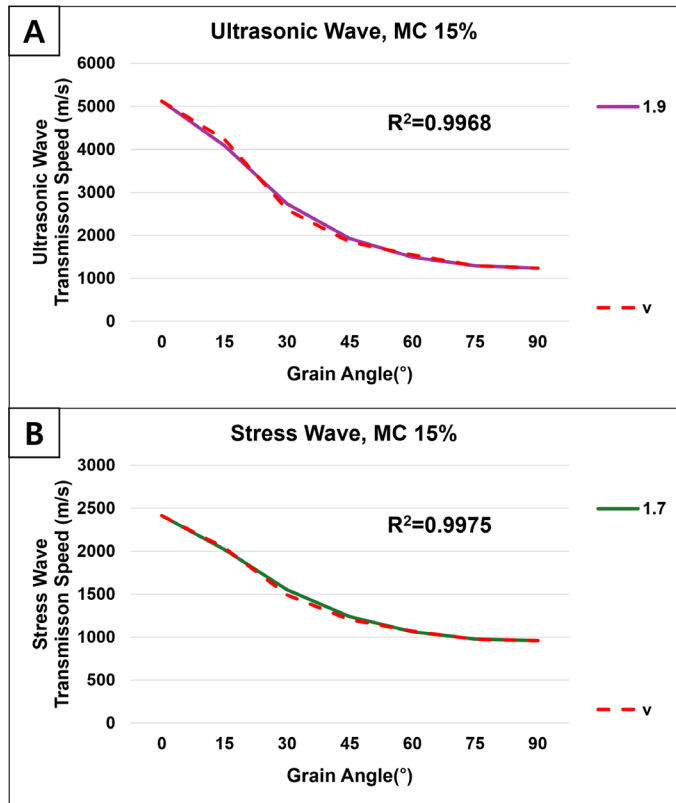 A
Ultrasonic Wave, MC 15%
Ultrasonic Wave
Transmisson Speed (m/s)
6000
5000
4000
3000
2000
1000
0
R²=0.9968
1.9
v
0 15 30 45 60 75 90
Grain Angle(°)
B
Stress Wave, MC 15%
Stress Wave
Transmisson Speed (m/s)
3000
2500
2000
1500
1000
500
0
R²=0.9975
1.7
v
0 15 30 45 60 75 90
Grain Angle(°)